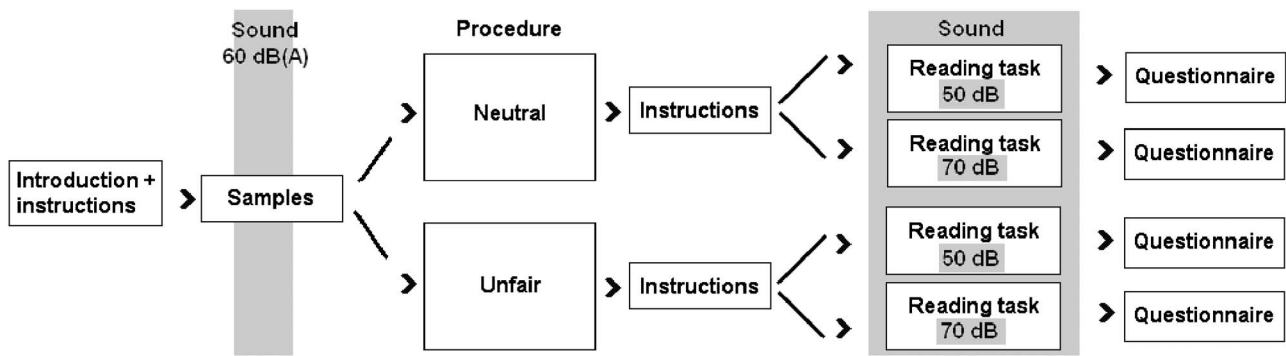 Sound
60 dB(A)
Procedure
Sound
Introduction +
instructions
Samples
Neutral
Instructions
Reading task
50 dB
Questionnaire
Reading task
70 dB
Questionnaire
Unfair
Instructions
Reading task
50 dB
Questionnaire
Reading task
70 dB
Questionnaire